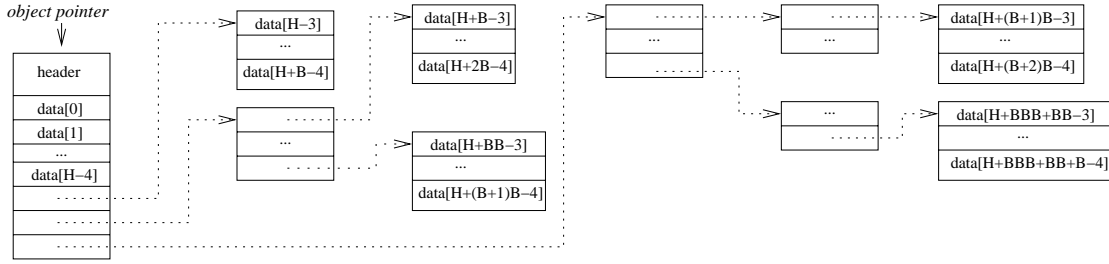 object pointer
header
data[0]
data[1]
...
data[H−4]
data[H−3]
...
data[H+B−4]
...
data[H+B−3]
...
data[H+2B−4]
data[H+BB−3]
...
data[H+(B+1)B−4]
...
...
...
data[H+(B+1)B−3]
...
data[H+(B+2)B−4]
data[H+BBB+BB−3]
...
data[H+BBB+BB+B−4]